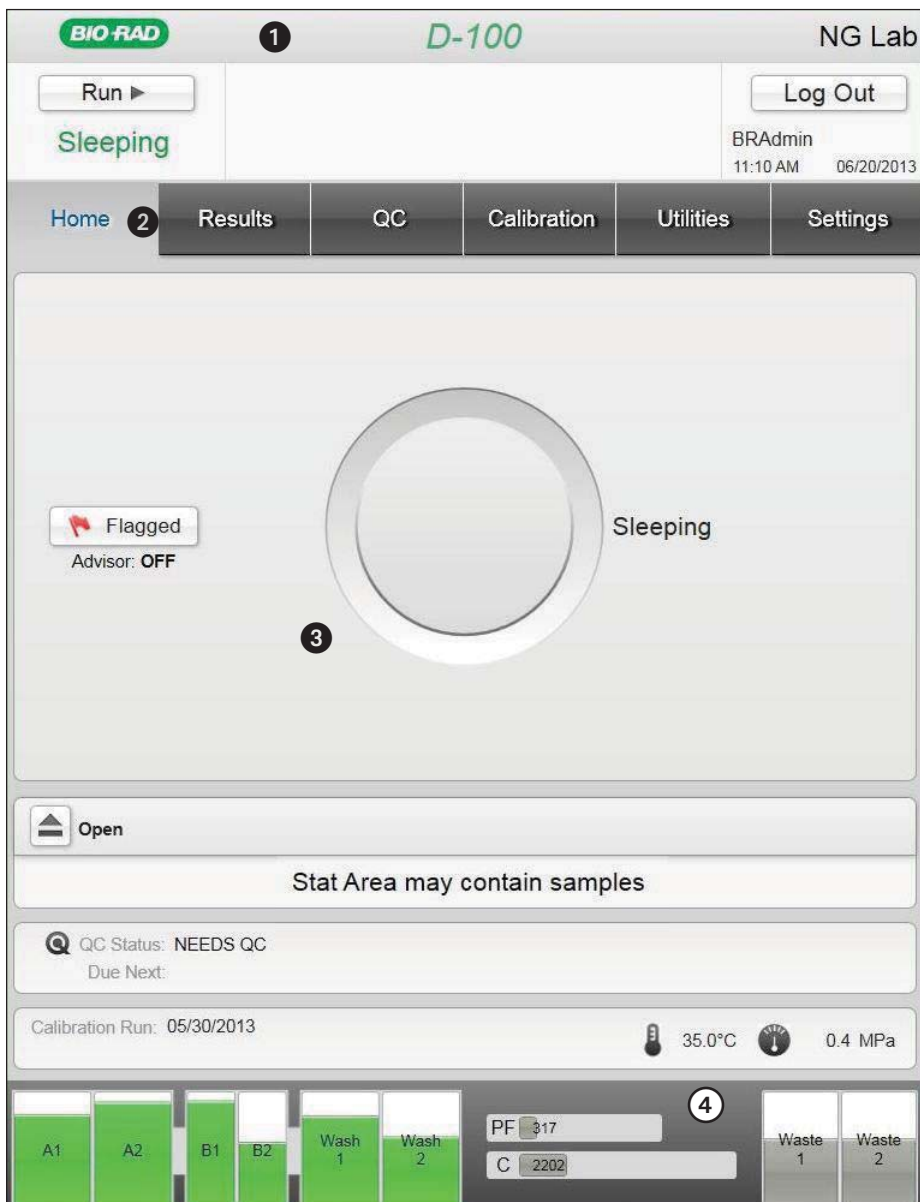 BIO-RAD 1 D-100 NG Lab
Run Log Out
Sleeping BRAdmin
11:10 AM 06/20/2013
Home 2 Results QC Calibration Utilities Settings
Flagged Sleeping
Advisor: OFF
3
Open
Stat Area may contain samples
Q QC Status: NEEDS QC
Due Next:
Calibration Run: 05/30/2013 35.0°C 0.4 MPa
4
A1 A2 B1 B2 Wash 1 Wash 2 PF 317 Waste 1 Waste 2
C 2202